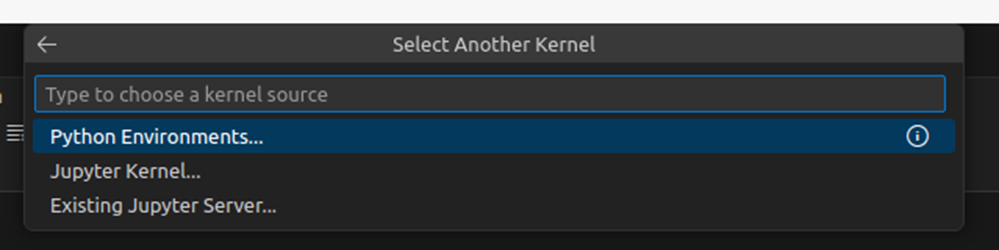 Select Another Kernel
Type to choose a kernel source
Python Environments...
Jupyter Kernel...
Existing Jupyter Server...